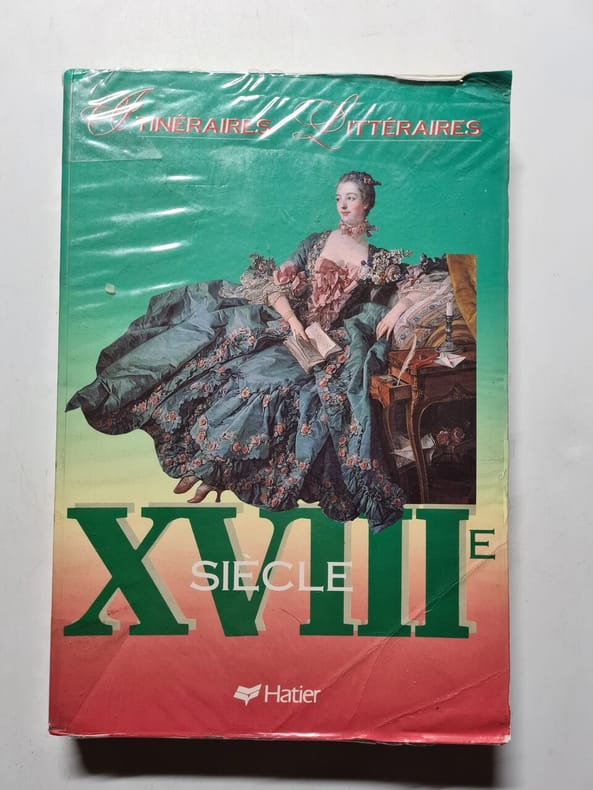 ITINÉRAIRES LITTÉRAIRES
XVIIIE
SIÈCLE
Hatier